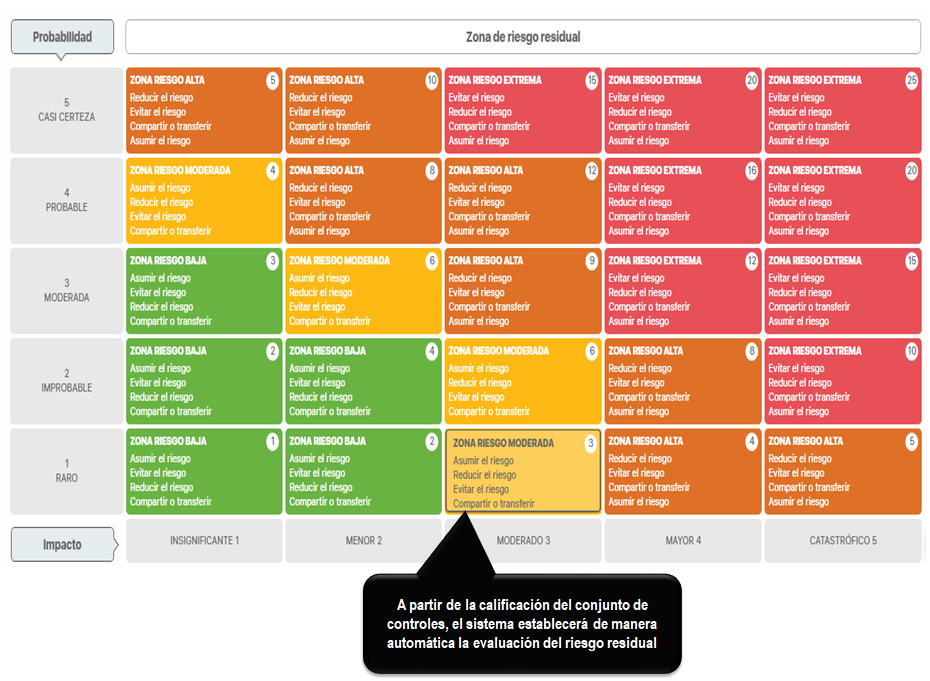 Probabilidad
Zona de riesgo residual
5
CASI CERTEZA
ZONA RIESGO ALTA 5
Reducir el riesgo
Evitar el riesgo
Compartir o transferir
Asumir el riesgo
ZONA RIESGO ALTA 10
Reducir el riesgo
Evitar el riesgo
Compartir o transferir
Asumir el riesgo
ZONA RIESGO EXTREMA 15
Evitar el riesgo
Reducir el riesgo
Compartir o transferir
Asumir el riesgo
ZONA RIESGO EXTREMA 20
Evitar el riesgo
Reducir el riesgo
Compartir o transferir
Asumir el riesgo
ZONA RIESGO EXTREMA 25
Evitar el riesgo
Reducir el riesgo
Compartir o transferir
Asumir el riesgo
4
PROBABLE
ZONA RIESGO MODERADA 4
Asumir el riesgo
Reducir el riesgo
Evitar el riesgo
Compartir o transferir
ZONA RIESGO ALTA 8
Reducir el riesgo
Evitar el riesgo
Compartir o transferir
Asumir el riesgo
ZONA RIESGO ALTA 12
Reducir el riesgo
Evitar el riesgo
Compartir o transferir
Asumir el riesgo
ZONA RIESGO EXTREMA 16
Evitar el riesgo
Reducir el riesgo
Compartir o transferir
Asumir el riesgo
ZONA RIESGO EXTREMA 20
Evitar el riesgo
Reducir el riesgo
Compartir o transferir
Asumir el riesgo
3
MODERADA
ZONA RIESGO BAJA 3
Asumir el riesgo
Evitar el riesgo
Reducir el riesgo
Compartir o transferir
ZONA RIESGO MODERADA 6
Asumir el riesgo
Reducir el riesgo
Evitar el riesgo
Compartir o transferir
ZONA RIESGO ALTA 9
Reducir el riesgo
Evitar el riesgo
Compartir o transferir
Asumir el riesgo
ZONA RIESGO EXTREMA 12
Evitar el riesgo
Reducir el riesgo
Compartir o transferir
Asumir el riesgo
ZONA RIESGO EXTREMA 15
Evitar el riesgo
Reducir el riesgo
Compartir o transferir
Asumir el riesgo
2
IMPROBABLE
ZONA RIESGO BAJA 2
Asumir el riesgo
Evitar el riesgo
Reducir el riesgo
Compartir o transferir
ZONA RIESGO BAJA 4
Asumir el riesgo
Evitar el riesgo
Reducir el riesgo
Compartir o transferir
ZONA RIESGO MODERADA 6
Asumir el riesgo
Reducir el riesgo
Evitar el riesgo
Compartir o transferir
ZONA RIESGO ALTA 8
Reducir el riesgo
Evitar el riesgo
Compartir o transferir
Asumir el riesgo
ZONA RIESGO EXTREMA 10
Evitar el riesgo
Reducir el riesgo
Compartir o transferir
Asumir el riesgo
1
RARO
ZONA RIESGO BAJA 1
Asumir el riesgo
Evitar el riesgo
Reducir el riesgo
Compartir o transferir
ZONA RIESGO BAJA 2
Asumir el riesgo
Evitar el riesgo
Reducir el riesgo
Compartir o transferir
ZONA RIESGO MODERADA 3
Asumir el riesgo
Reducir el riesgo
Evitar el riesgo
Compartir o transferir
ZONA RIESGO ALTA 4
Reducir el riesgo
Evitar el riesgo
Compartir o transferir
Asumir el riesgo
ZONA RIESGO ALTA 5
Reducir el riesgo
Evitar el riesgo
Compartir o transferir
Asumir el riesgo
Impacto
INSIGNIFICANTE 1
MENOR 2
MODERADO 3
MAYOR 4
CATASTRÓFICO 5
A partir de la calificación del conjunto de
controles, el sistema establecerá de manera
automática la evaluación del riesgo residual